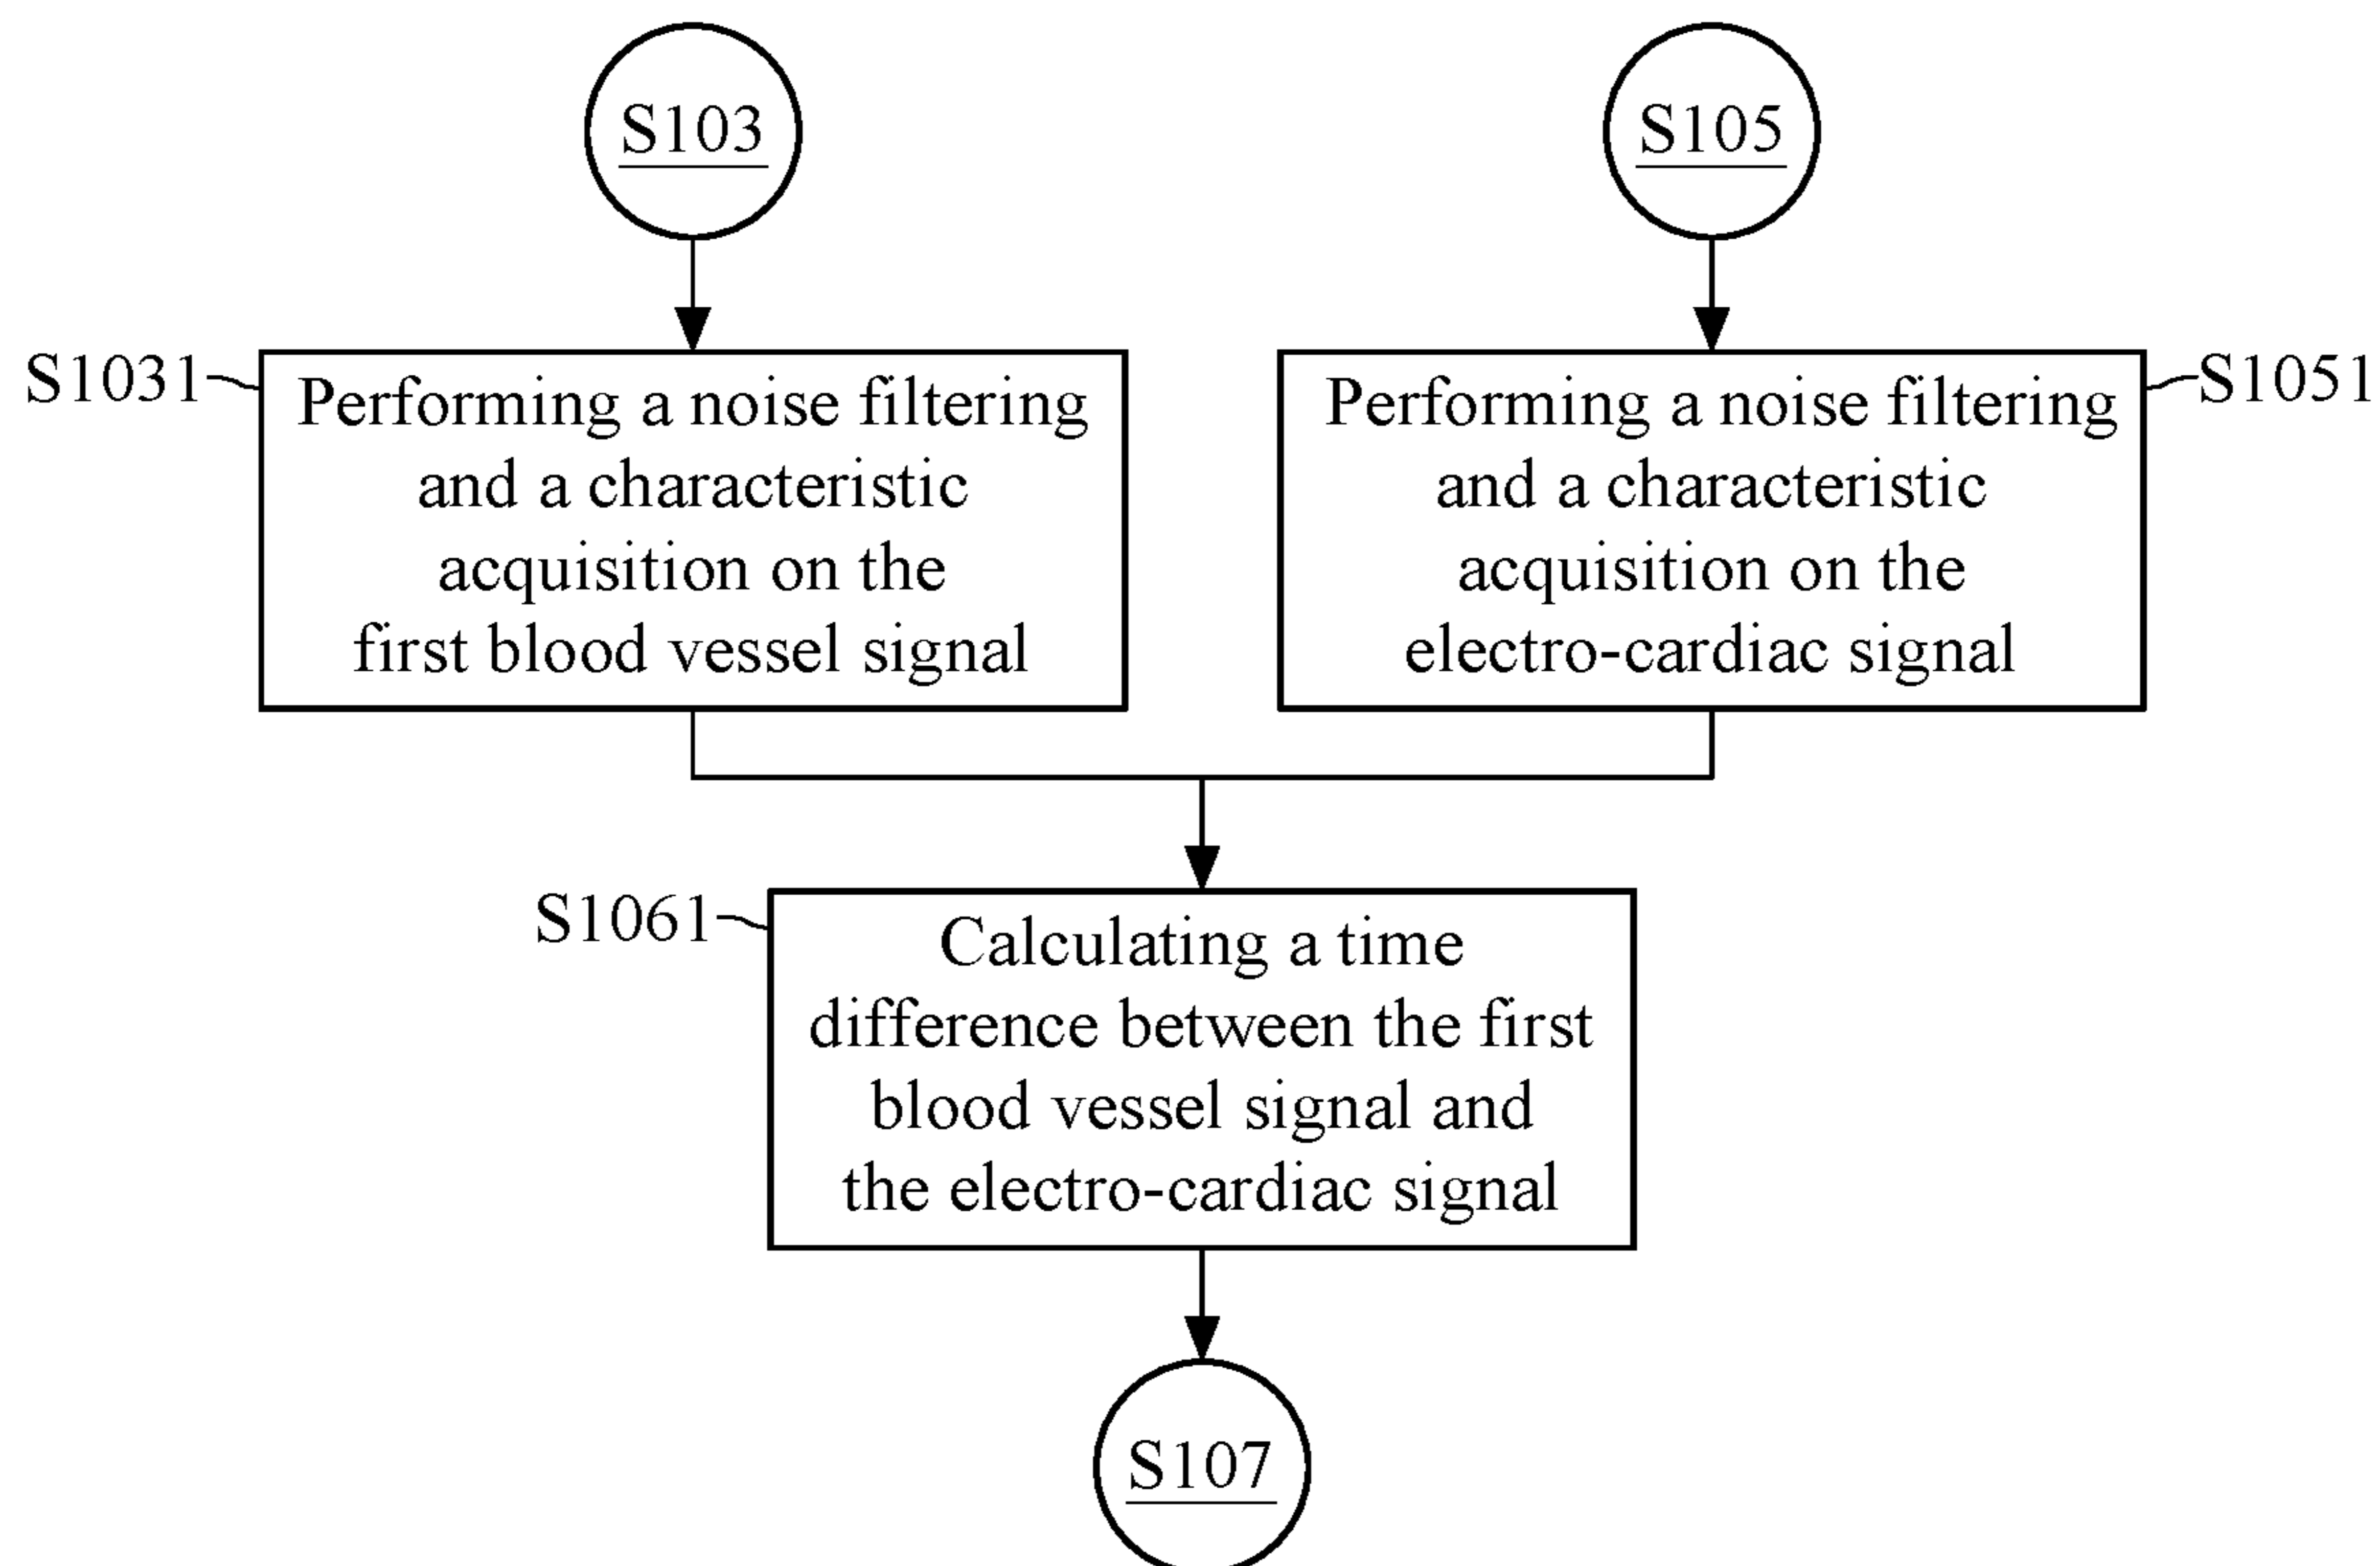 S103
S105
S1031
Performing a noise filtering
and a characteristic
acquisition on the
first blood vessel signal
Performing a noise filtering
and a characteristic
acquisition on the
electro-cardiac signal
S1051
S1061
Calculating a time
difference between the first
blood vessel signal and
the electro-cardiac signal
S107